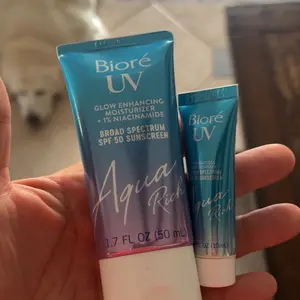 Bioré
UV
GLOW ENHANCING
MOISTURIZER
+ 1% NIACINAMIDE
BROAD SPECTRUM
SPF 50 SUNSCREEN
Aqua
Rich
1.7 FL OZ (50 mL)
Bioré
UV
Aqua
Rich